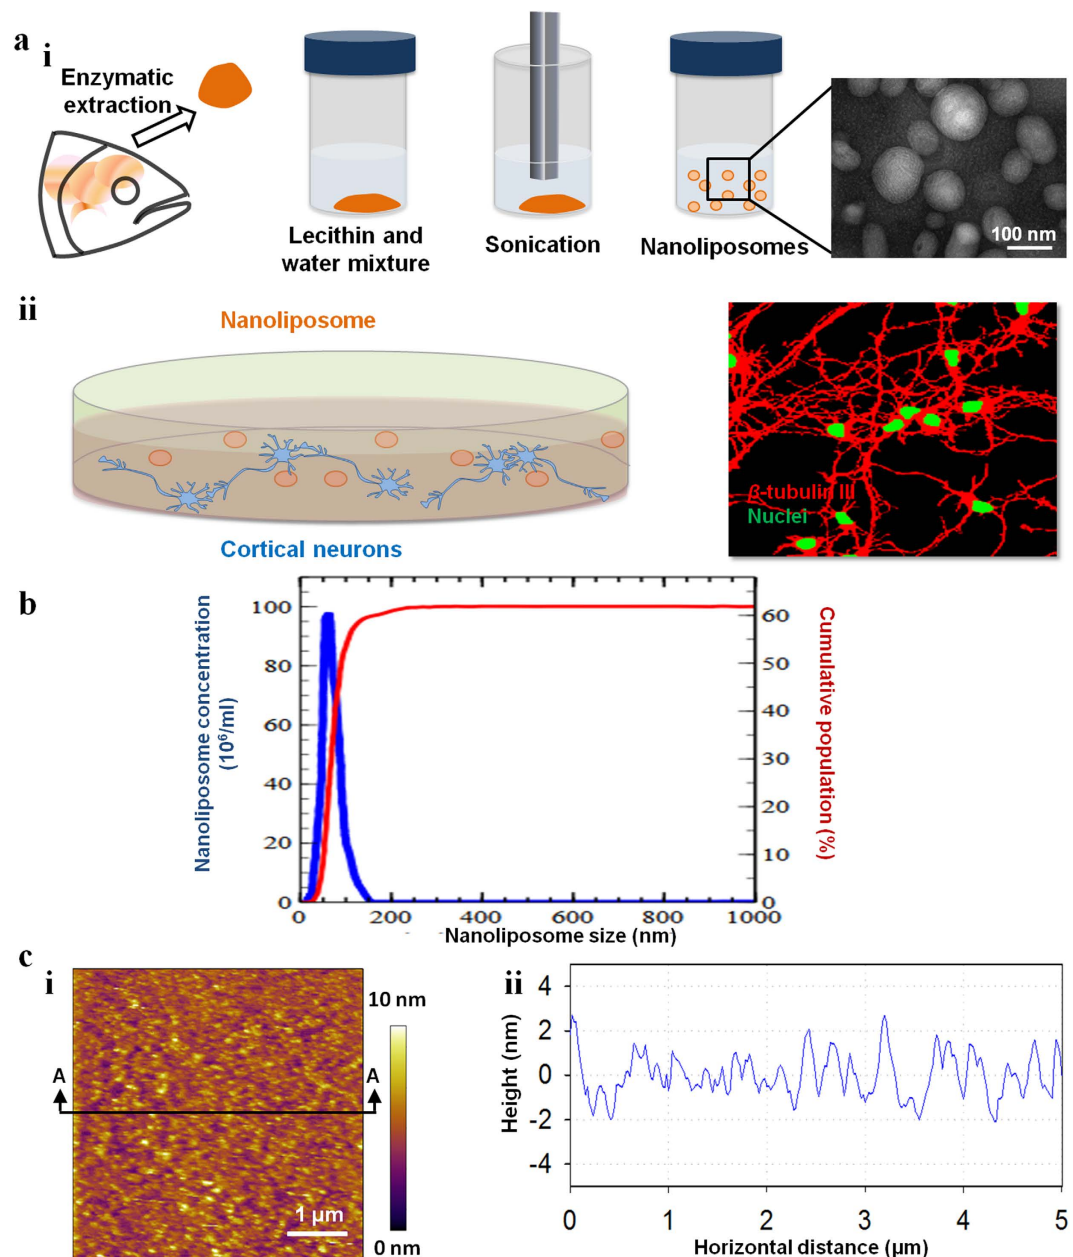 a
i
Enzymatic
extraction
Lecithin and
water mixture
Sonication
Nanoliposomes
100 nm
ii
Nanoliposome
Cortical neurons
β-tubulin III
Nuclei
b
Nanoliposome concentration
(10⁶/ml)
100
80
60
40
20
0
60
50
40
30
20
10
0
Cumulative population (%)
0 200 400 600 800 1000
Nanoliposome size (nm)
c
i
A A
1 µm
10 nm
0 nm
ii
Height (nm)
4
2
0
-2
-4
0 1 2 3 4 5
Horizontal distance (µm)